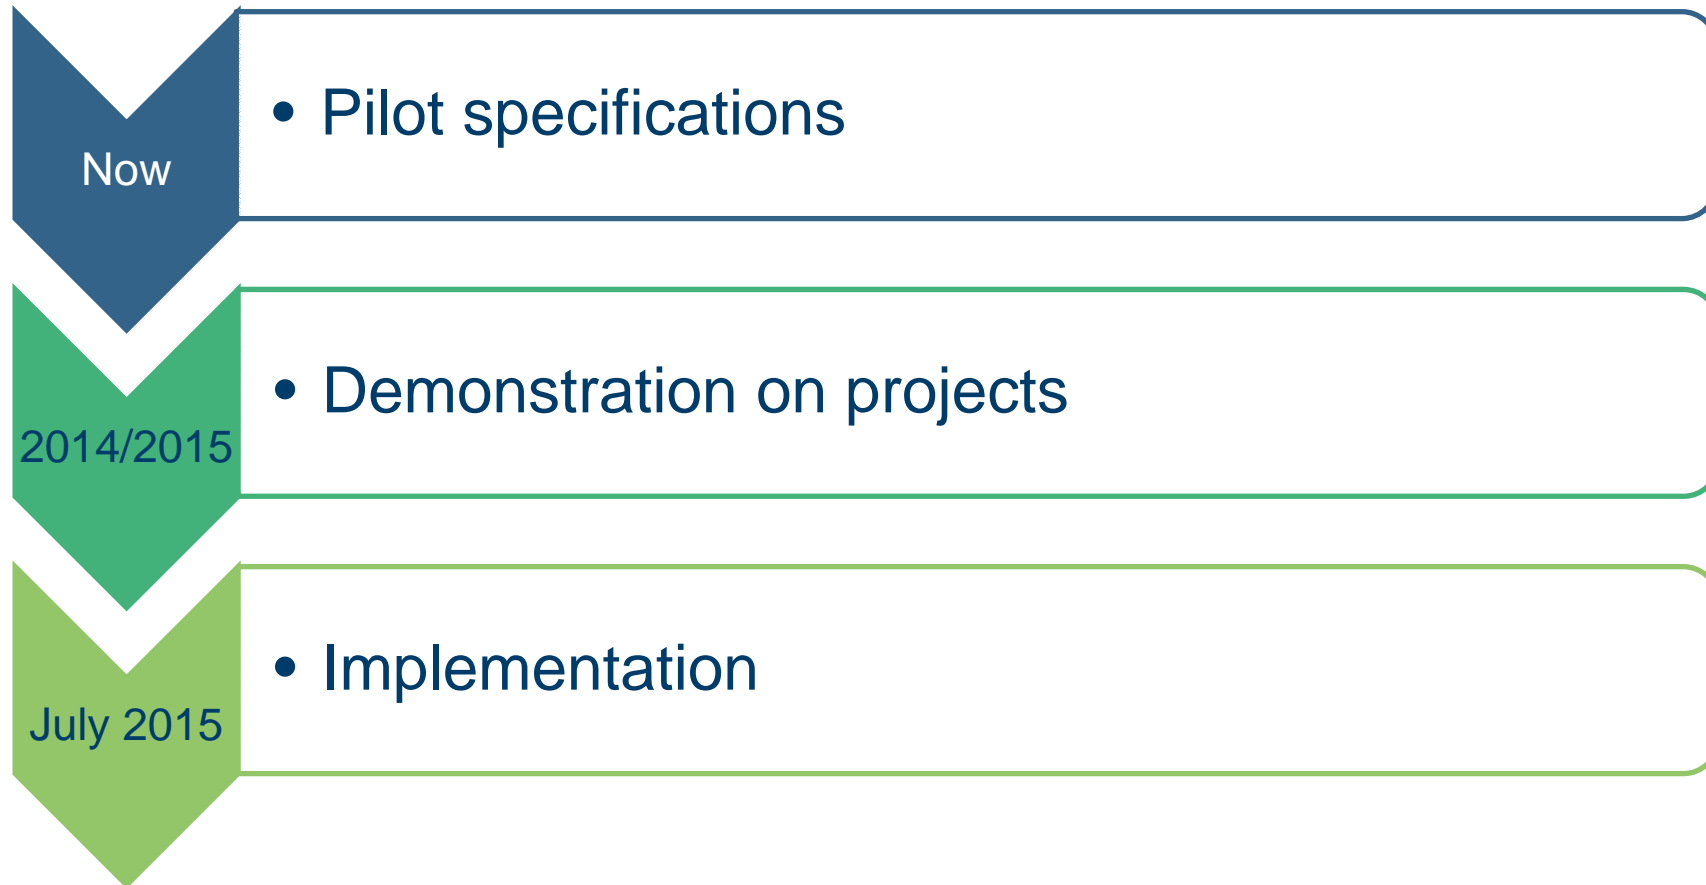 Now
• Pilot specifications
2014/2015
• Demonstration on projects
July 2015
• Implementation